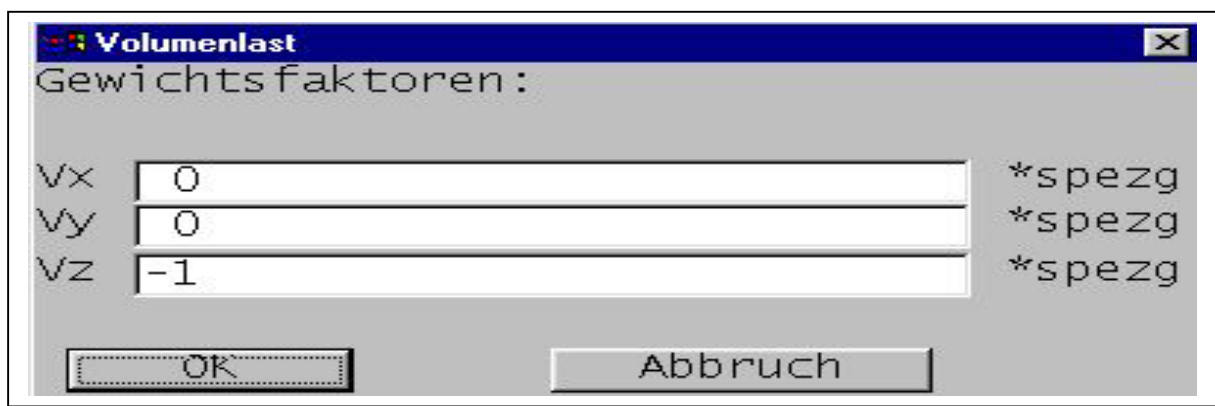 Volumenlast
Gewichtsfaktoren:
Vx 0 *spezg
Vy 0 *spezg
Vz -1 *spezg
OK Abbruch